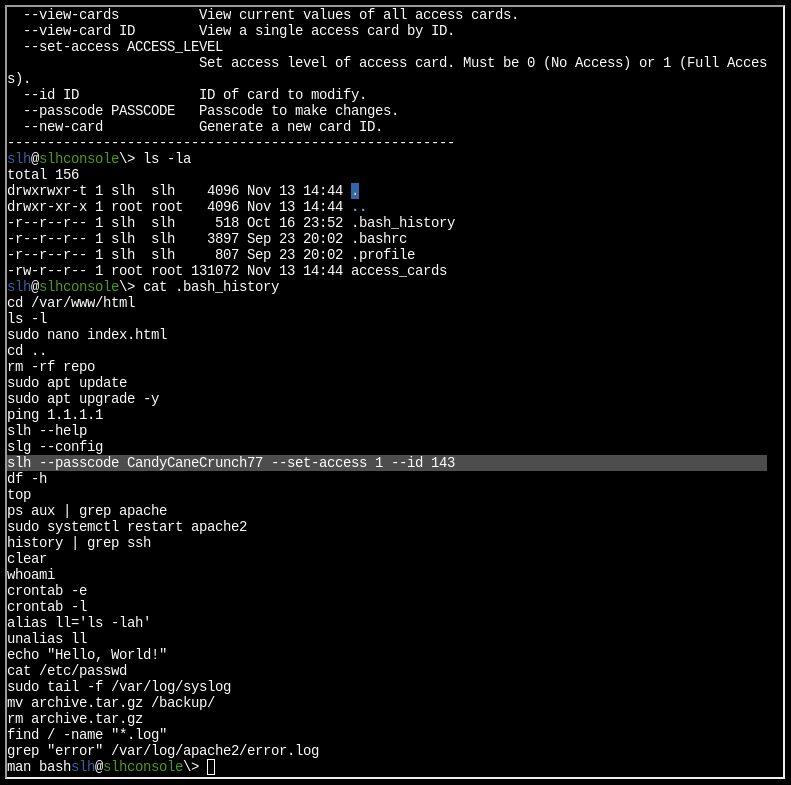 --view-cards          View current values of all access cards.
  --view-card ID        View a single access card by ID.
  --set-access ACCESS_LEVEL
                        Set access level of access card. Must be 0 (No Access) or 1 (Full Acces
s).
  --id ID               ID of card to modify.
  --passcode PASSCODE   Passcode to make changes.
  --new-card            Generate a new card ID.
--------------------------------------------------------
slh@slhconsole\> ls -la
total 156
drwxrwxr-t 1 slh  slh    4096 Nov 13 14:44 .
drwxr-xr-x 1 root root   4096 Nov 13 14:44 ..
-r--r--r-- 1 slh  slh     518 Oct 16 23:52 .bash_history
-r--r--r-- 1 slh  slh    3897 Sep 23 20:02 .bashrc
-r--r--r-- 1 slh  slh     807 Sep 23 20:02 .profile
-rw-r--r-- 1 root root 131072 Nov 13 14:44 access_cards
slh@slhconsole\> cat .bash_history
cd /var/www/html
ls -l
sudo nano index.html
cd ..
rm -rf repo
sudo apt update
sudo apt upgrade -y
ping 1.1.1.1
slh --help
slg --config
slh --passcode CandyCaneCrunch77 --set-access 1 --id 143
df -h
top
ps aux | grep apache
sudo systemctl restart apache2
history | grep ssh
clear
whoami
crontab -e
crontab -l
alias ll='ls -lah'
unalias ll
echo "Hello, World!"
cat /etc/passwd
sudo tail -f /var/log/syslog
mv archive.tar.gz /backup/
rm archive.tar.gz
find / -name "*.log"
grep "error" /var/log/apache2/error.log
man bashslh@slhconsole\>